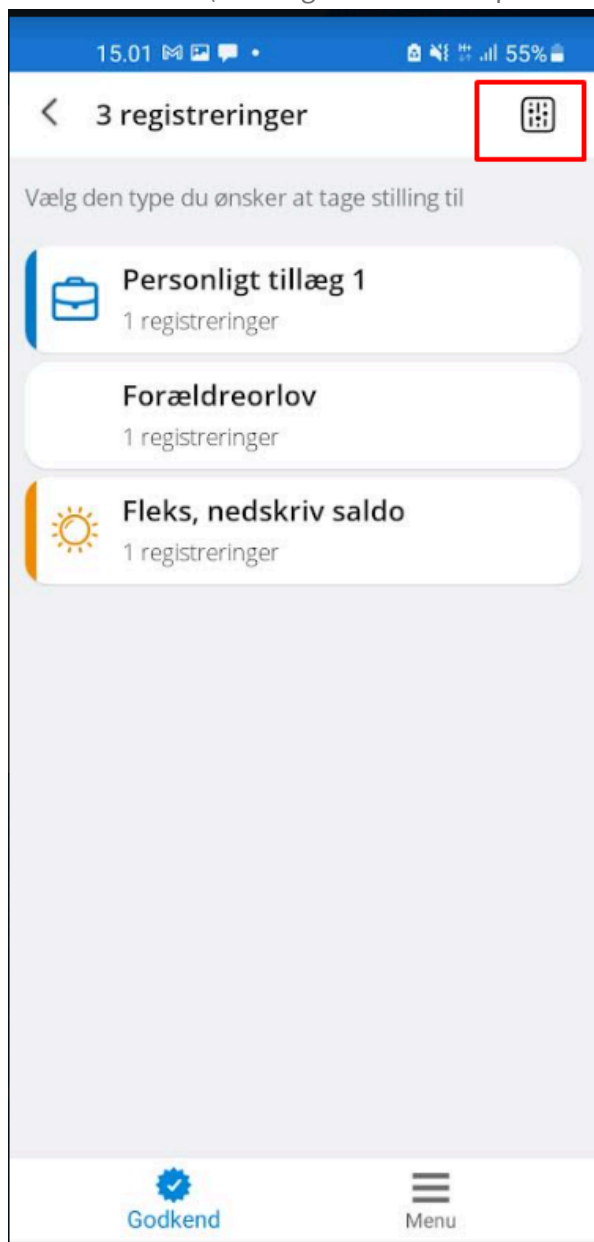 15.01 55%
3 registreringer
Vælg den type du ønsker at tage stilling til
Personligt tillæg 1
1 registreringer
Forældreorlov
1 registreringer
Fleks, nedskriv saldo
1 registreringer
Godkend
Menu